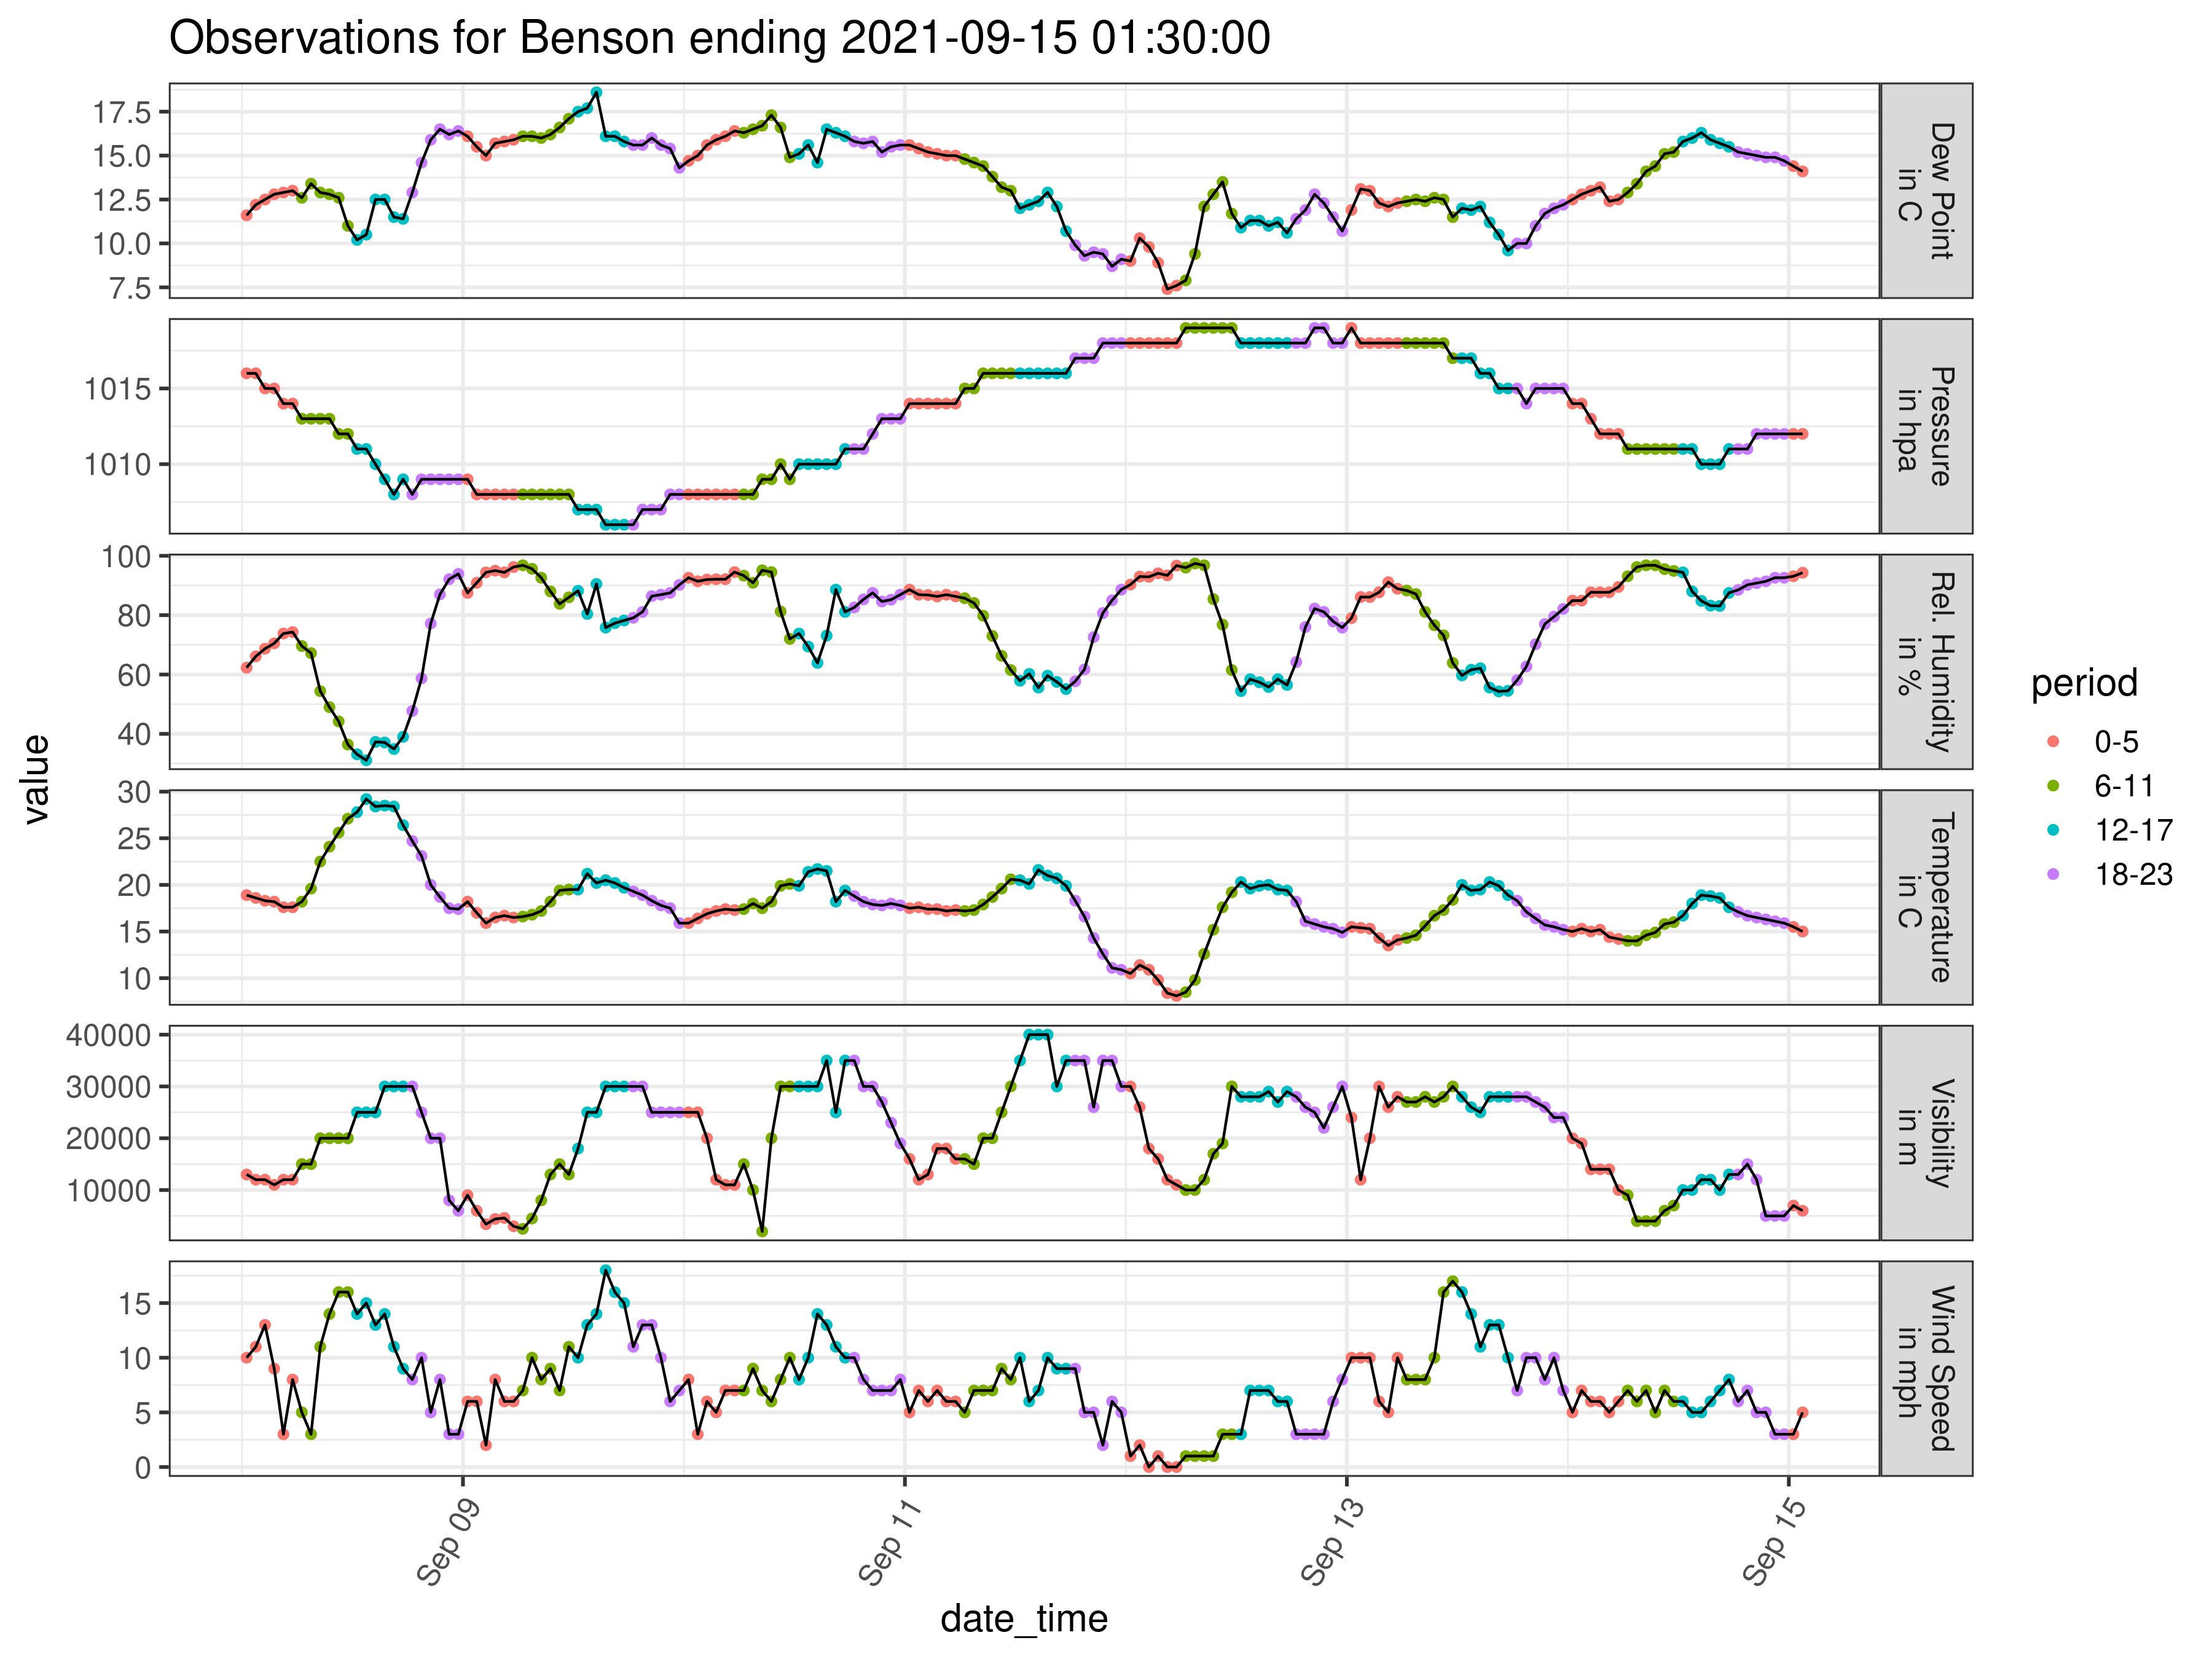 Observations for Benson ending 2021-09-15 01:30:00
value
17.5
15.0
12.5
10.0
7.5
Dew Point
in C
1015
1010
Pressure
in hpa
100
80
60
40
Rel. Humidity
in %
30
25
20
15
10
Temperature
in C
40000
30000
20000
10000
Visibility
in m
15
10
5
0
Wind Speed
in mph
Sep 09
Sep 11
Sep 13
Sep 15
date_time
period
0-5
6-11
12-17
18-23